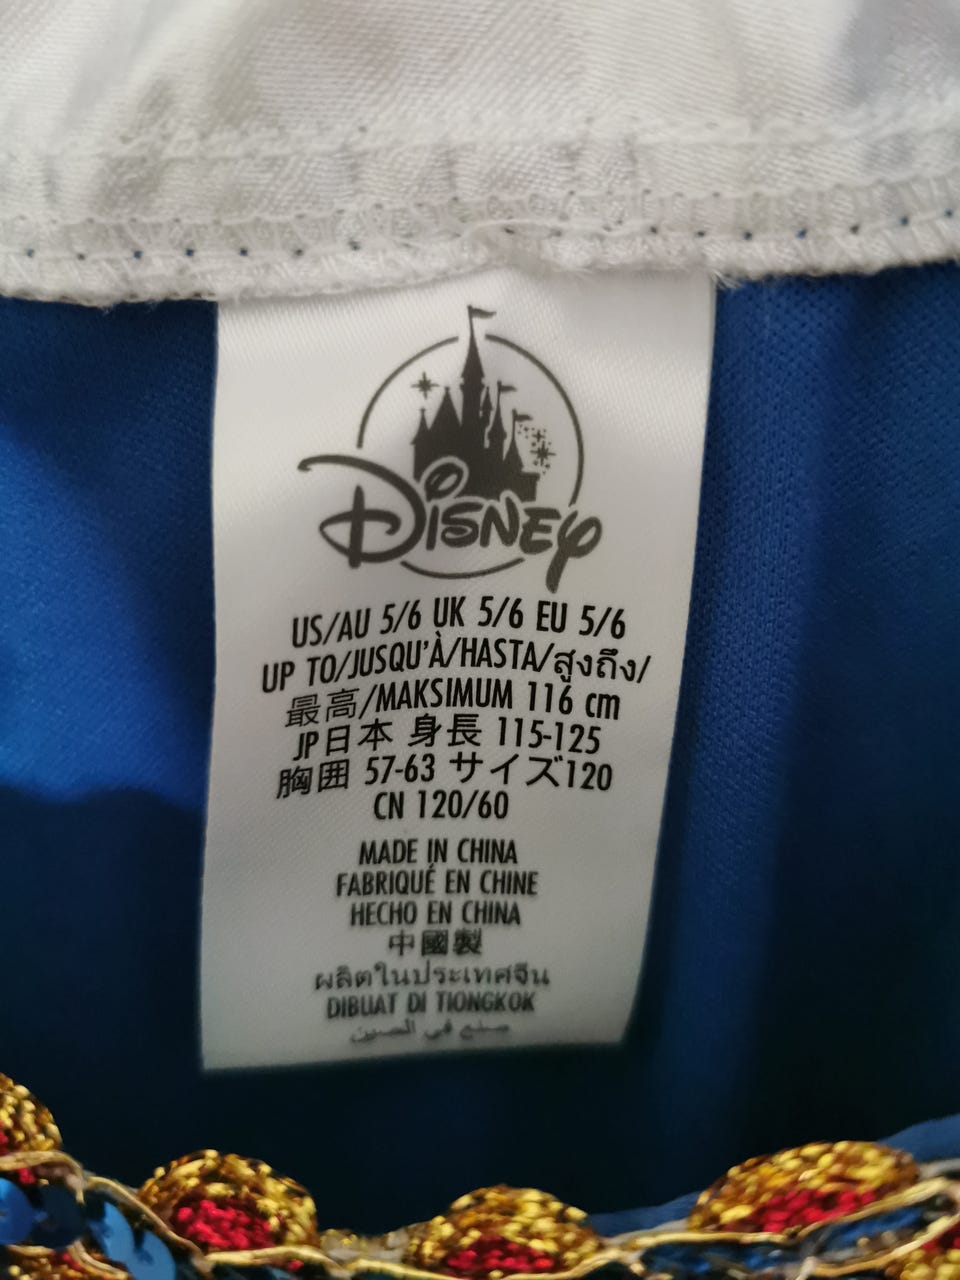 DISNEY
US/AU 5/6 UK 5/6 EU 5/6
UP TO/JUSQU'À/HASTA/สูงถึง/
最高/MAKSIMUM 116 cm
JP日本 身長 115-125
胸囲 57-63 サイズ120
CN 120/60
MADE IN CHINA
FABRIQUÉ EN CHINE
HECHO EN CHINA
中國製
ผลิตในประเทศจีน
DIBUAT DI TIONGKOK
صنع في الصين